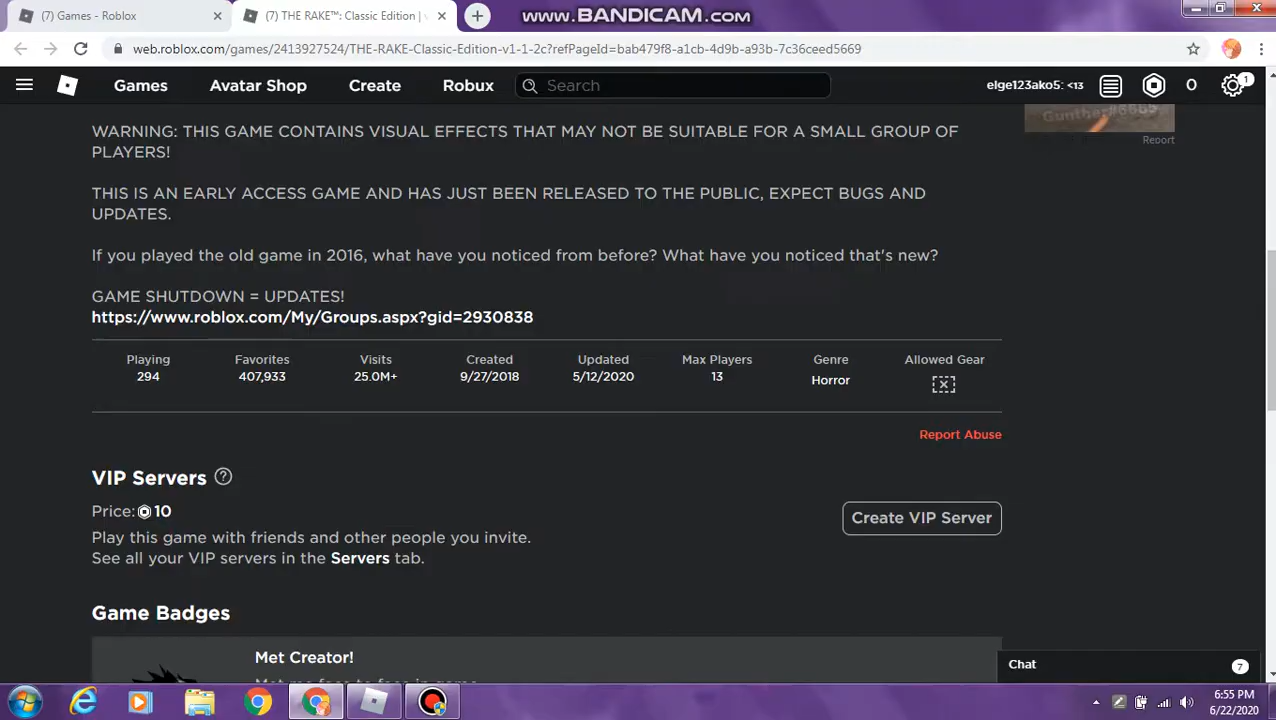 (7) Games - Roblox
(7) THE RAKE™: Classic Edition | v
www.BANDICAM.com
web.roblox.com/games/2413927524/THE-RAKE-Classic-Edition-v1-1-2c?refPageId=bab479f8-a1cb-4d9b-a93b-7c36ceed5669
Games Avatar Shop Create Robux Search elge123ako5: <13 0 1
Gunther#6665
Report
WARNING: THIS GAME CONTAINS VISUAL EFFECTS THAT MAY NOT BE SUITABLE FOR A SMALL GROUP OF
PLAYERS!
THIS IS AN EARLY ACCESS GAME AND HAS JUST BEEN RELEASED TO THE PUBLIC, EXPECT BUGS AND
UPDATES.
If you played the old game in 2016, what have you noticed from before? What have you noticed that's new?
GAME SHUTDOWN = UPDATES!
https://www.roblox.com/My/Groups.aspx?gid=2930838
Playing Favorites Visits Created Updated Max Players Genre Allowed Gear
294 407,933 25.0M+ 9/27/2018 5/12/2020 13 Horror
Report Abuse
VIP Servers ?
Price: 10
Create VIP Server
Play this game with friends and other people you invite.
See all your VIP servers in the Servers tab.
Game Badges
Met Creator!
Chat 7
6:55 PM
6/22/2020